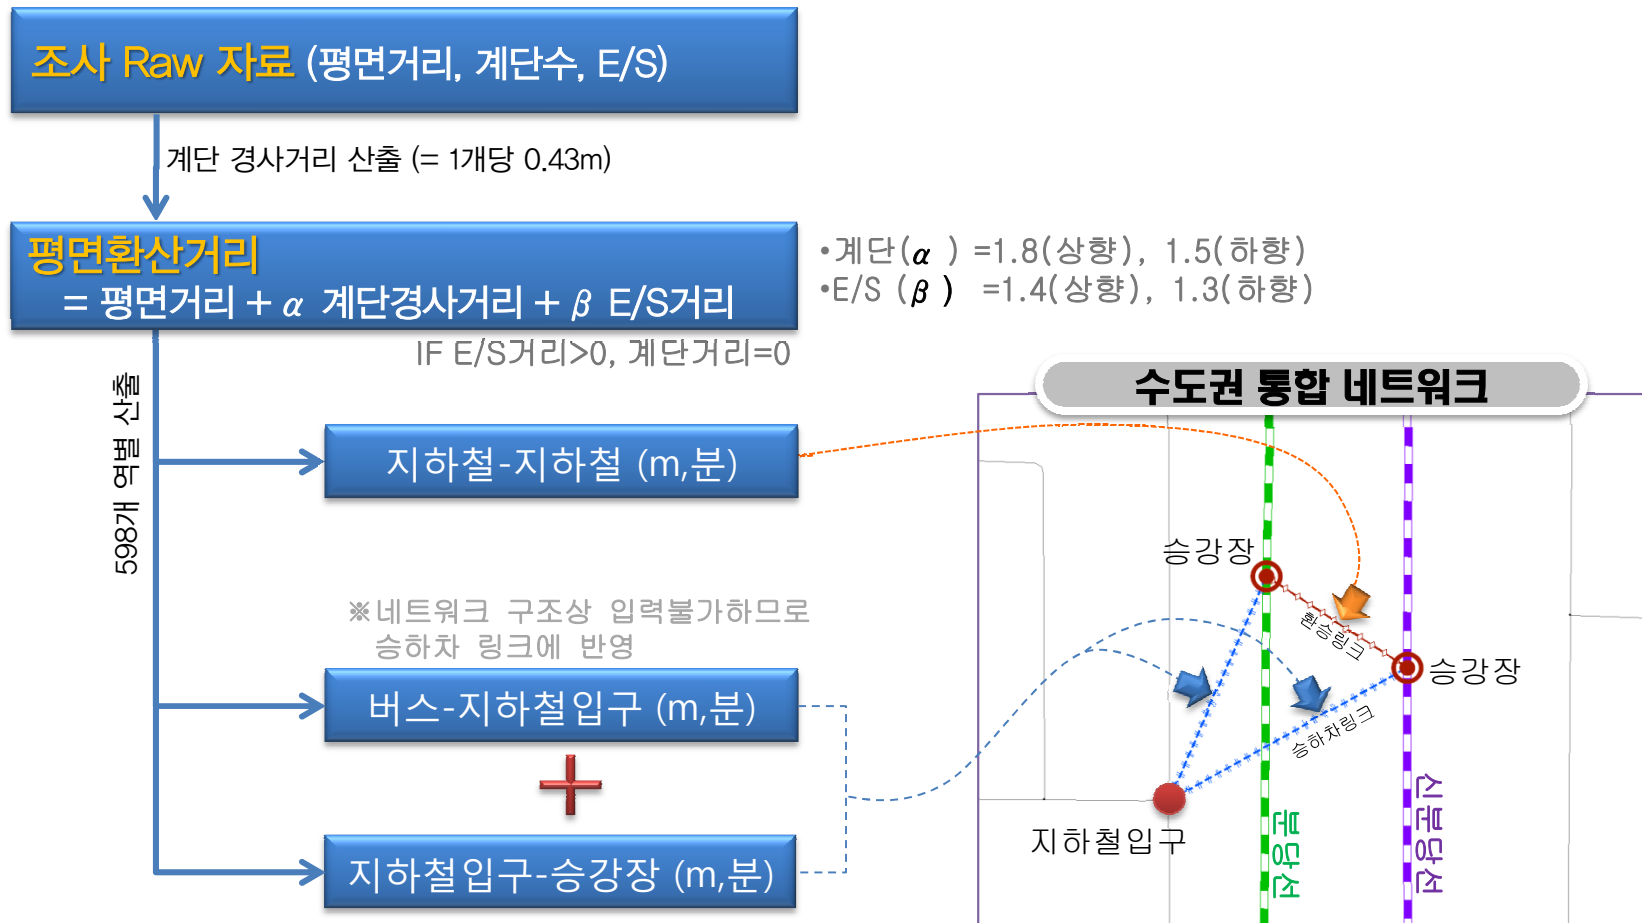 조사 Raw 자료 (평면거리, 계단수, E/S)
계단 경사거리 산출 (= 1개당 0.43m)
평면환산거리
= 평면거리 + α 계단경사거리 + β E/S거리
•계단(α ) =1.8(상향), 1.5(하향)
•E/S (β ) =1.4(상향), 1.3(하향)
IF E/S거리>0, 계단거리=0
598개 역별 산출
지하철-지하철 (m,분)
※네트워크 구조상 입력불가하므로
승하차 링크에 반영
버스-지하철입구 (m,분)
지하철입구-승강장 (m,분)
수도권 통합 네트워크
승강장
환승링크
승강장
승하차링크
지하철입구
분당선
신분당선